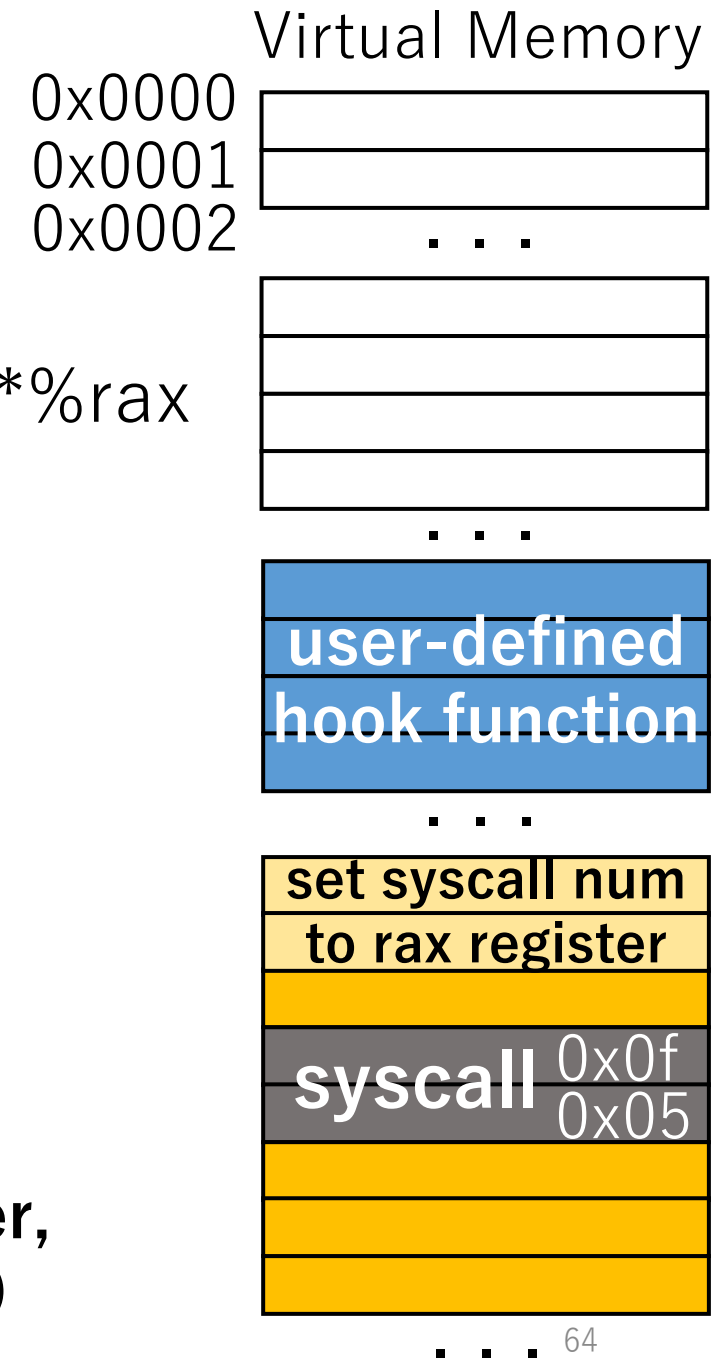 Virtual Memory
0x0000
0x0001
0x0002
. . .
*%rax
. . .
user-defined
hook function
. . .
set syscall num
to rax register
syscall 0x0f
0x05
er,
)
. . .
64